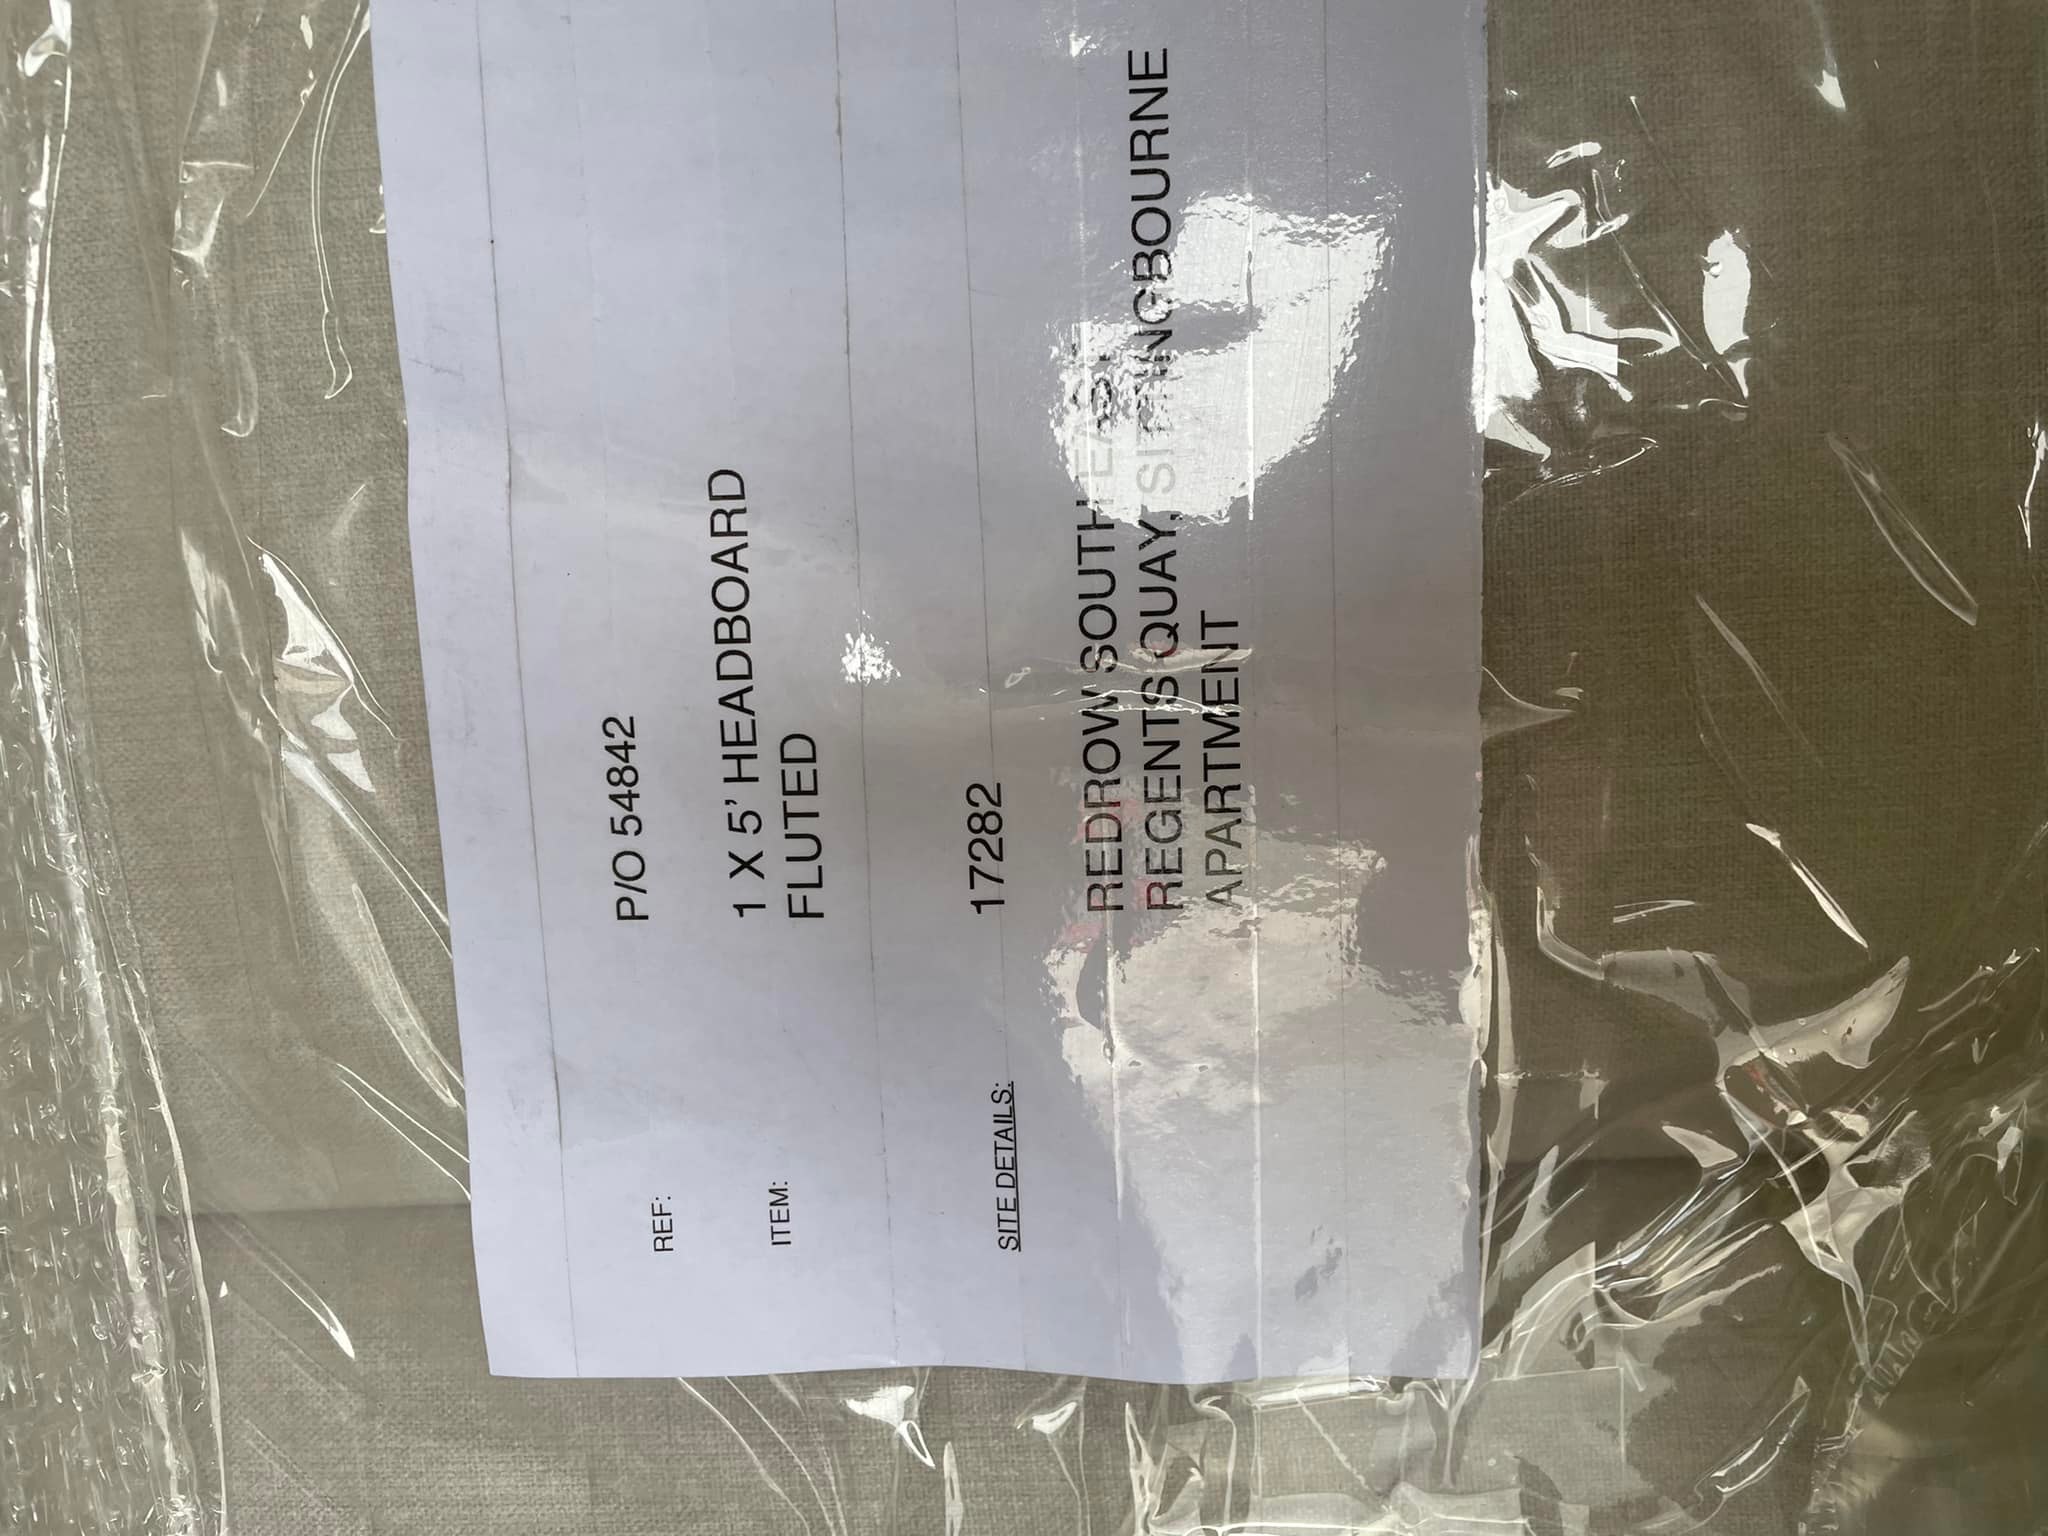 REF: P/O 54842
ITEM: 1 X 5' HEADBOARD
FLUTED
SITE DETAILS: 17282
REDROW SOUTH EAST
REGENTS QUAY, SITTINGBOURNE
APARTMENT